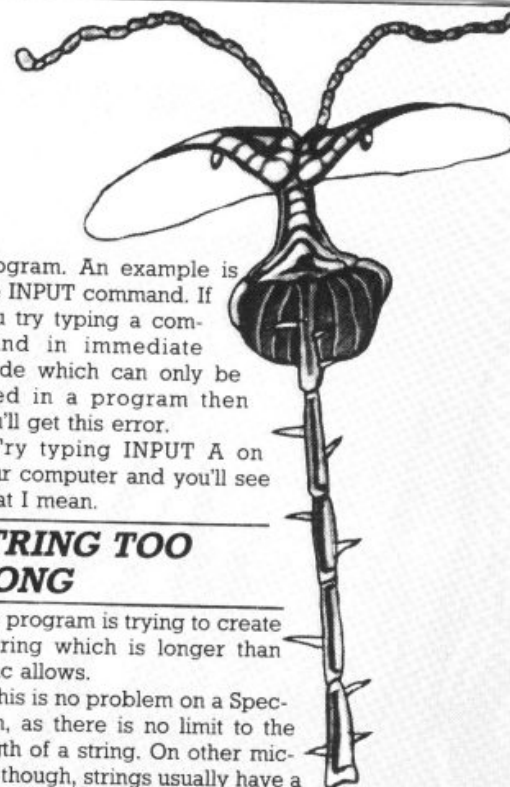 ogram. An example is
INPUT command. If
u try typing a com-
nd in immediate
de which can only be
ed in a program then
u'll get this error.
Try typing INPUT A on
ur computer and you'll see
at I mean.
TRING TOO
ONG
program is trying to create
ring which is longer than
ic allows.
his is no problem on a Spec-
m, as there is no limit to the
gth of a string. On other mic-
though, strings usually have a